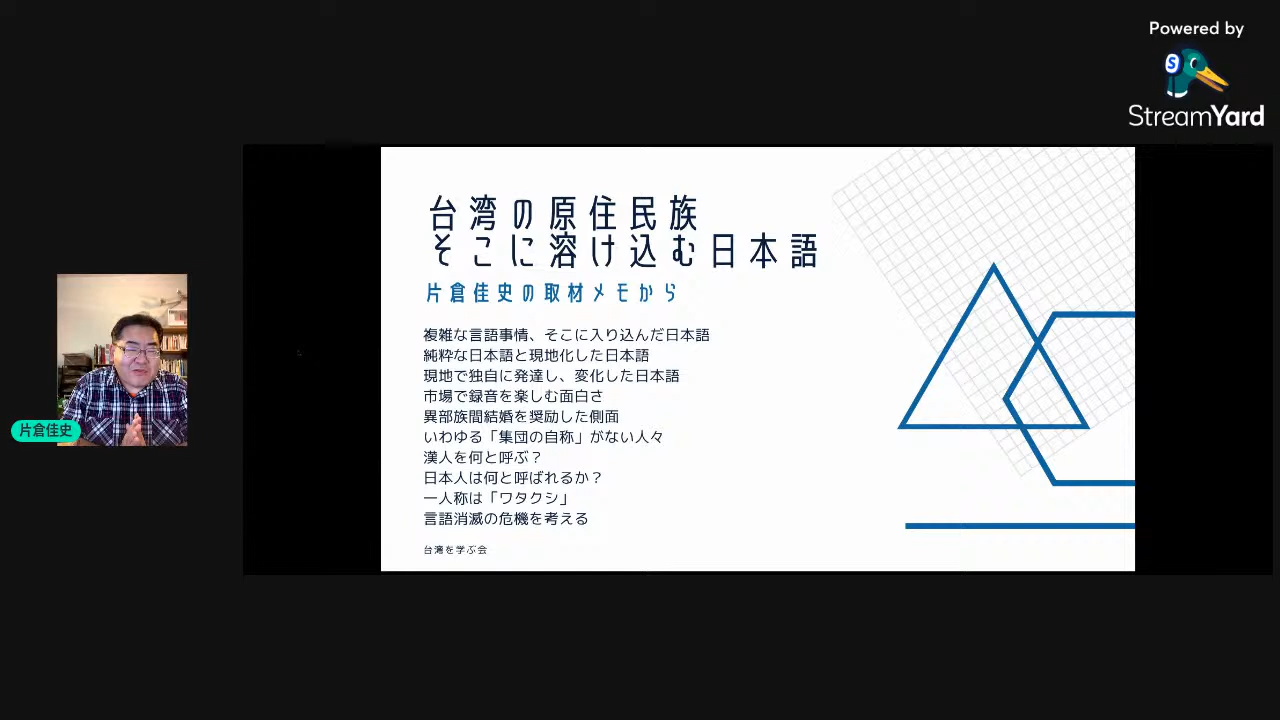 Powered by
StreamYard
台湾の原住民族
そこに溶け込む日本語
片倉佳史の取材メモから
複雑な言語事情、そこに入り込んだ日本語
純粋な日本語と現地化した日本語
現地で独自に発達し、変化した日本語
市場で録音を楽しむ面白さ
異部族間結婚を奨励した側面
いわゆる「集団の自称」がない人々
漢人を何と呼ぶ？
日本人は何と呼ばれるか？
一人称は「ワタクシ」
言語消滅の危機を考える
台湾を学ぶ会
片倉佳史